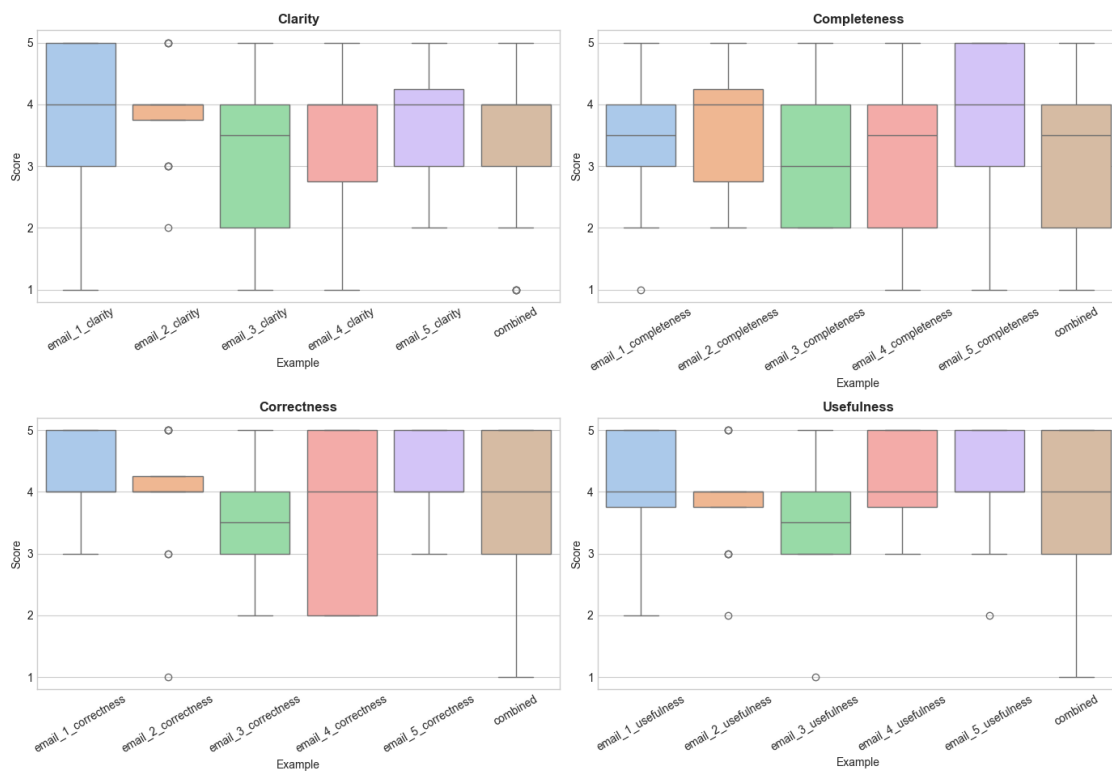 Clarity
5
4
3
2
1
Score
email_1_clarity
email_2_clarity
email_3_clarity
email_4_clarity
email_5_clarity
combined
Example
Completeness
5
4
3
2
1
Score
email_1_completeness
email_2_completeness
email_3_completeness
email_4_completeness
email_5_completeness
combined
Example
Correctness
5
4
3
2
1
Score
email_1_correctness
email_2_correctness
email_3_correctness
email_4_correctness
email_5_correctness
combined
Example
Usefulness
5
4
3
2
1
Score
email_1_usefulness
email_2_usefulness
email_3_usefulness
email_4_usefulness
email_5_usefulness
combined
Example